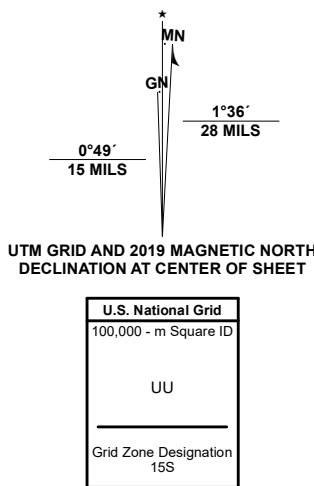 ★
MN
GN
1°36´
28 MILS
0°49´
15 MILS
UTM GRID AND 2019 MAGNETIC NORTH
DECLINATION AT CENTER OF SHEET
U.S. National Grid
100,000 - m Square ID
UU
Grid Zone Designation
15S